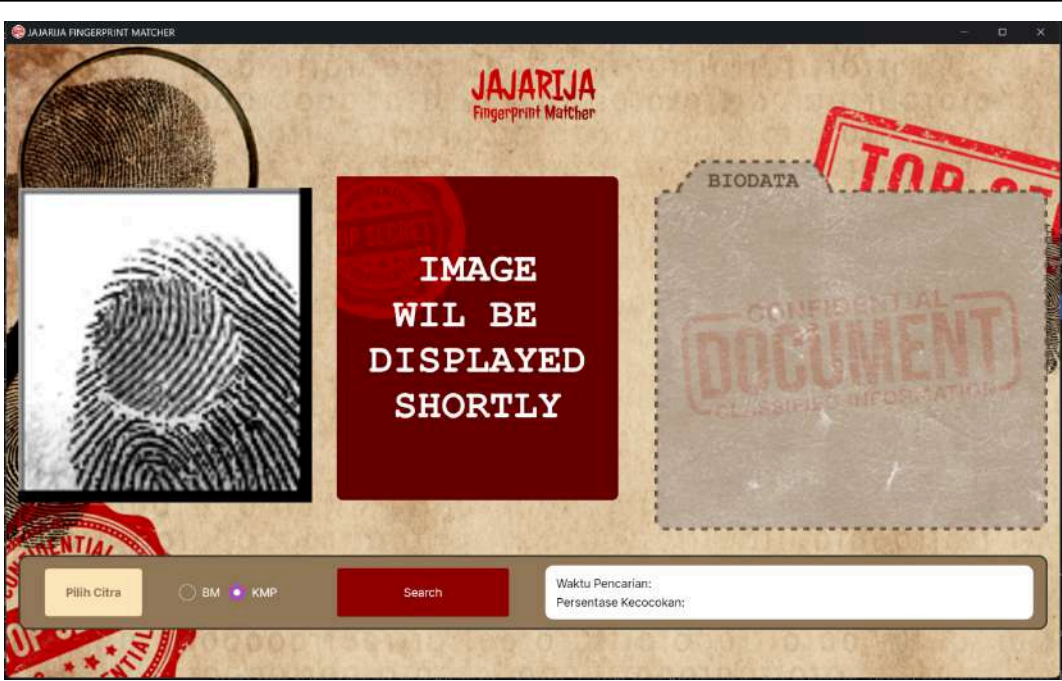 JAJARIJA FINGERPRINT MATCHER
JAJARIJA
Fingerprint Matcher
TOP
BIODATA
IMAGE
WIL BE
DISPLAYED
SHORTLY
CONFIDENTIAL
DOCUMENT
CLASSIFIED INFORMATION
Pilih Citra
BM
KMP
Search
Waktu Pencarian:
Persentase Kecocokan: